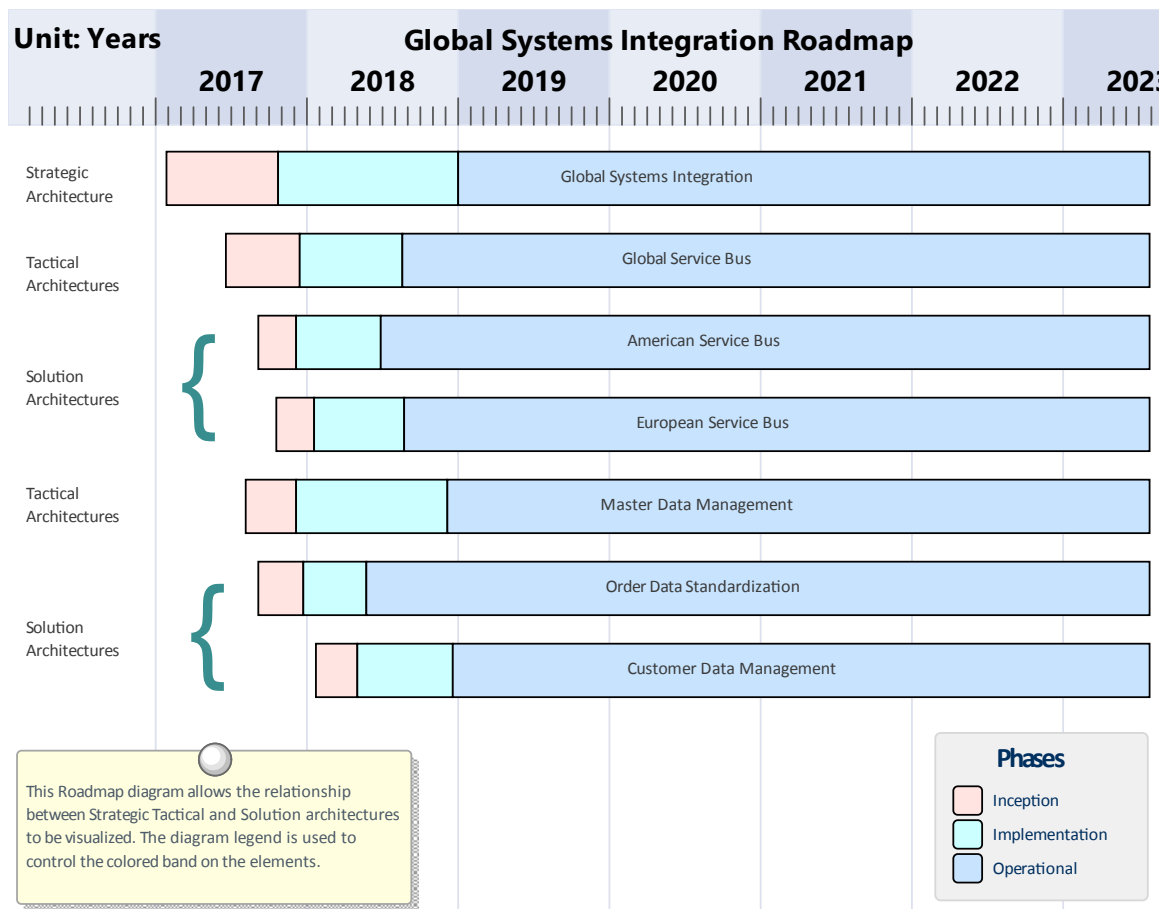 Unit: Years
Global Systems Integration Roadmap
2017 2018 2019 2020 2021 2022 2023
Strategic
Architecture
Global Systems Integration
Tactical
Architectures
Global Service Bus
American Service Bus
Solution
Architectures
European Service Bus
Tactical
Architectures
Master Data Management
Order Data Standardization
Solution
Architectures
Customer Data Management
This Roadmap diagram allows the relationship
between Strategic Tactical and Solution architectures
to be visualized. The diagram legend is used to
control the colored band on the elements.
Phases
Inception
Implementation
Operational